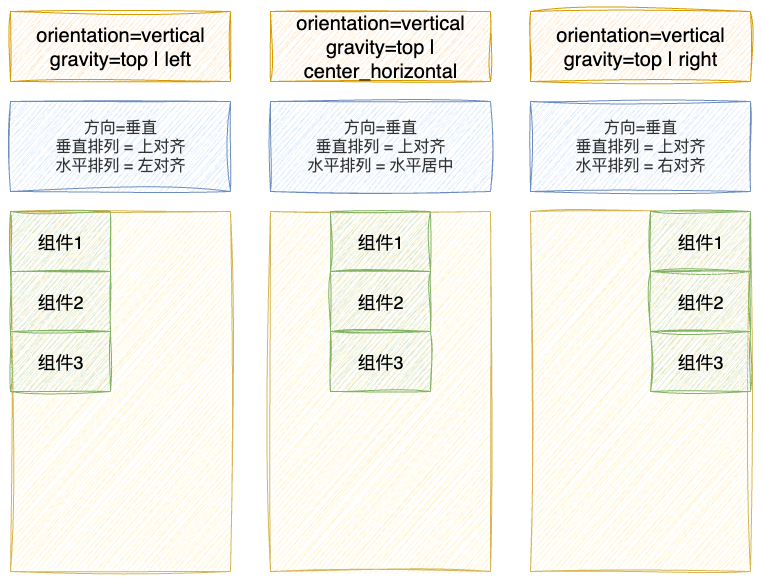 orientation=vertical
gravity=top | left
orientation=vertical
gravity=top |
center_horizontal
orientation=vertical
gravity=top | right
方向=垂直
垂直排列 = 上对齐
水平排列 = 左对齐
方向=垂直
垂直排列 = 上对齐
水平排列 = 水平居中
方向=垂直
垂直排列 = 上对齐
水平排列 = 右对齐
组件1
组件2
组件3
组件1
组件2
组件3
组件1
组件2
组件3